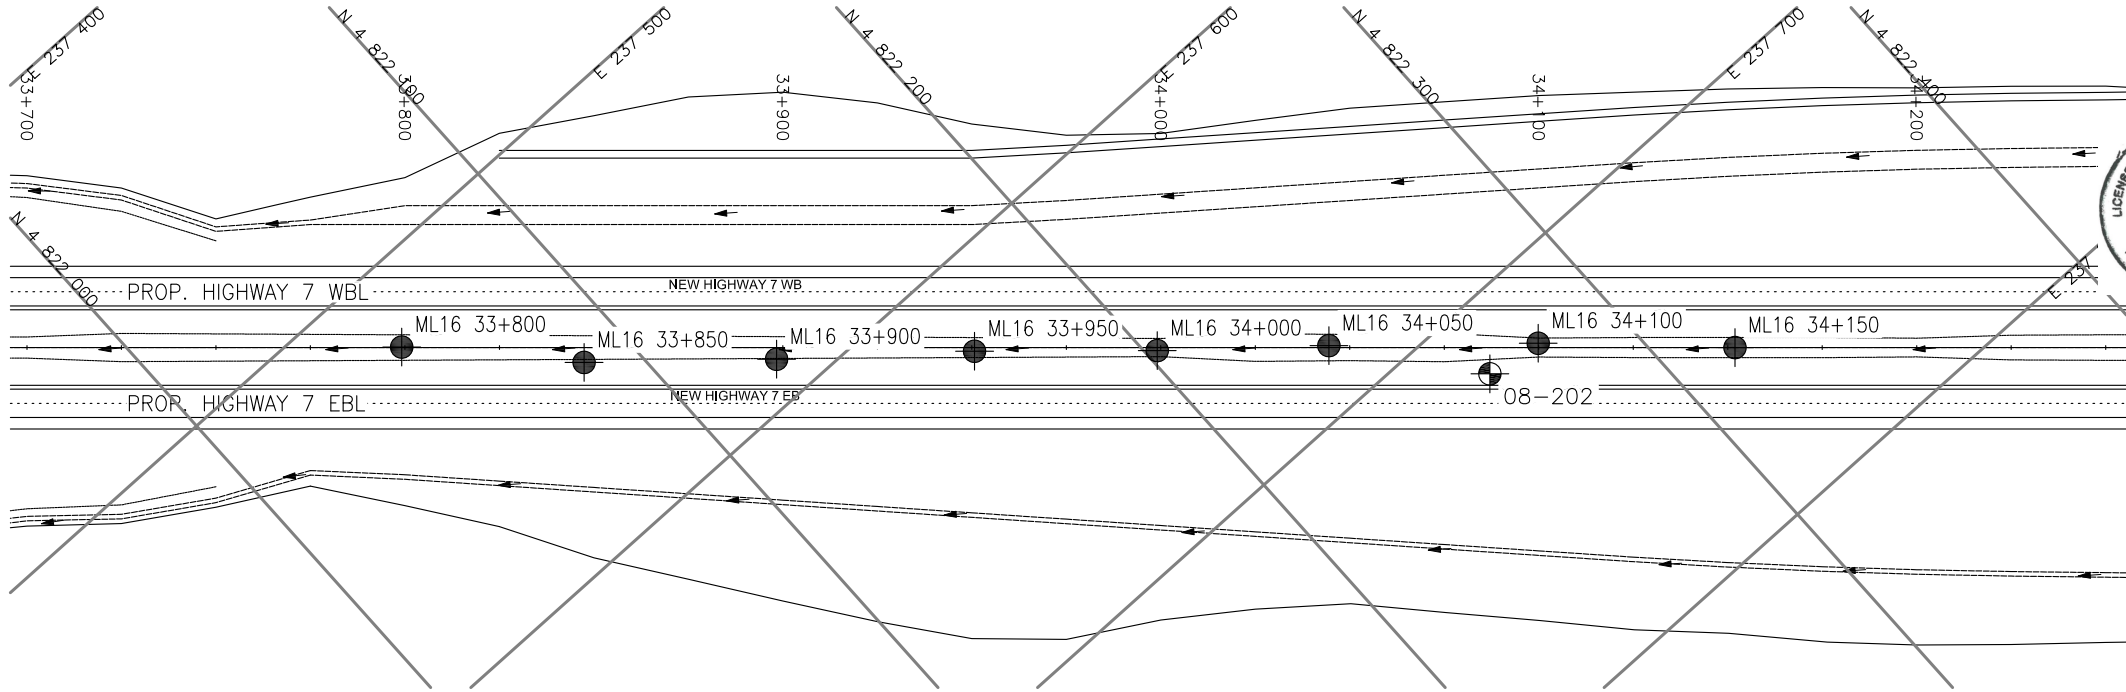 E 237 400
N 4 822 100
E 237 500
N 4 822 200
E 237 600
N 4 822 300
E 237 700
N 4 822 400
33+700
33+800
33+900
34+000
34+100
34+200
N 4 822 000
E 237
PROP. HIGHWAY 7 WBL
NEW HIGHWAY 7 WB
ML16 33+800
ML16 33+850
ML16 33+900
ML16 33+950
ML16 34+000
ML16 34+050
ML16 34+100
ML16 34+150
PROP. HIGHWAY 7 EBL
NEW HIGHWAY 7 EB
08-202